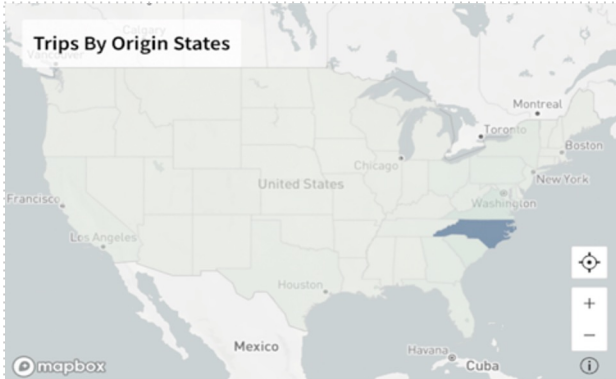 Calgary
Trips By Origin States
Vancouver
Montreal
Toronto
Boston
Chicago
New York
United States
Washington
Francisco
Los Angeles
Houston
Mexico
Havana
Cuba
mapbox